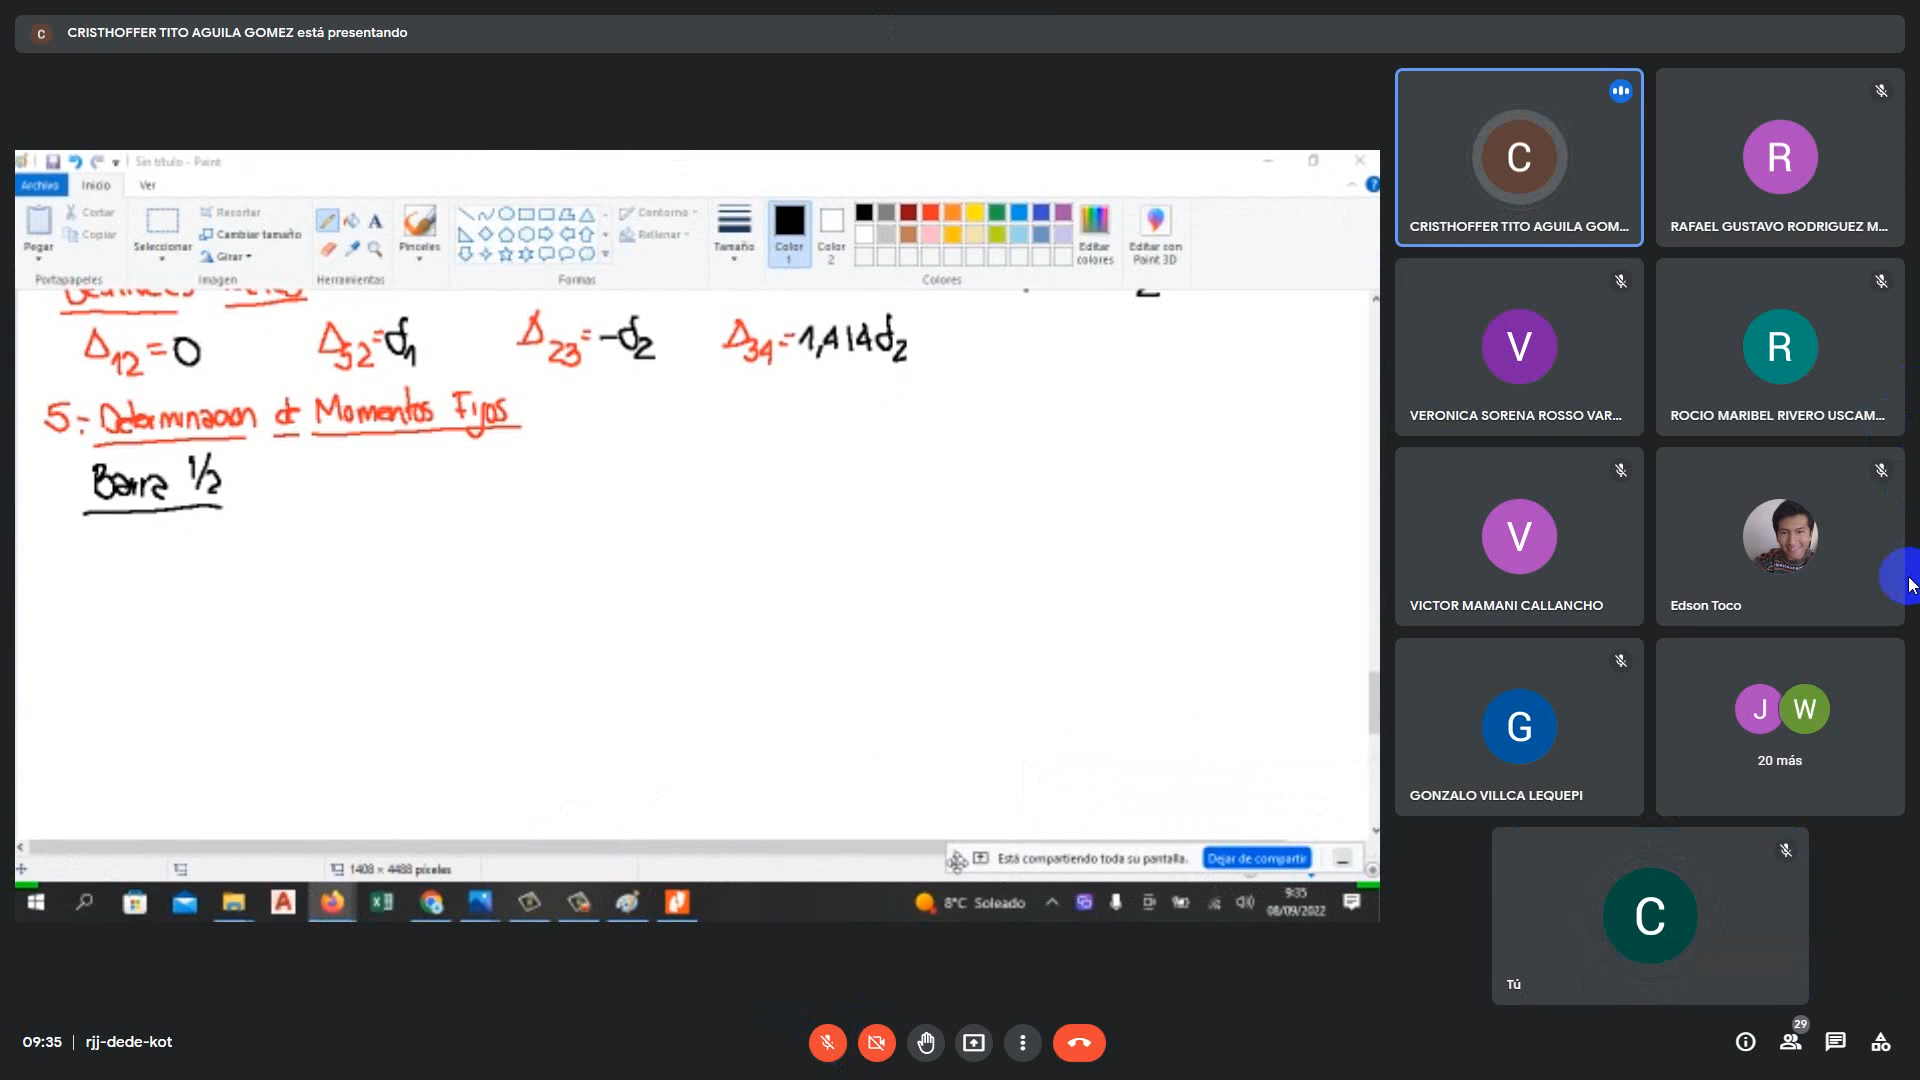 C CRISTHOFFER TITO AGUILA GOMEZ está presentando
Sin título - Paint
Archivo Inicio Ver
Pegar
Cortar
Copiar
Portapapeles
Seleccionar
Recortar
Cambiar tamaño
Girar
Imagen
A
Herramientas
Pinceles
Contorno
Rellenar
Formas
Tamaño
Color 1
Color 2
Editar colores
Editar con Paint 3D
Colores
Δ12=0 Δ52=d1 Δ23=-d2 Δ34=1,414d2
5.- Determinacion de Momentos Fijos
Barra 1/2
1408 × 4488 píxeles
Está compartiendo toda su pantalla.
Dejar de compartir
8°C Soleado
9:35
08/09/2022
C
CRISTHOFFER TITO AGUILA GOM...
R
RAFAEL GUSTAVO RODRIGUEZ M...
V
VERONICA SORENA ROSSO VAR...
R
ROCIO MARIBEL RIVERO USCAM...
V
VICTOR MAMANI CALLANCHO
Edson Toco
G
GONZALO VILLCA LEQUEPI
J W
20 más
C
Tú
09:35 | rjj-dede-kot
29